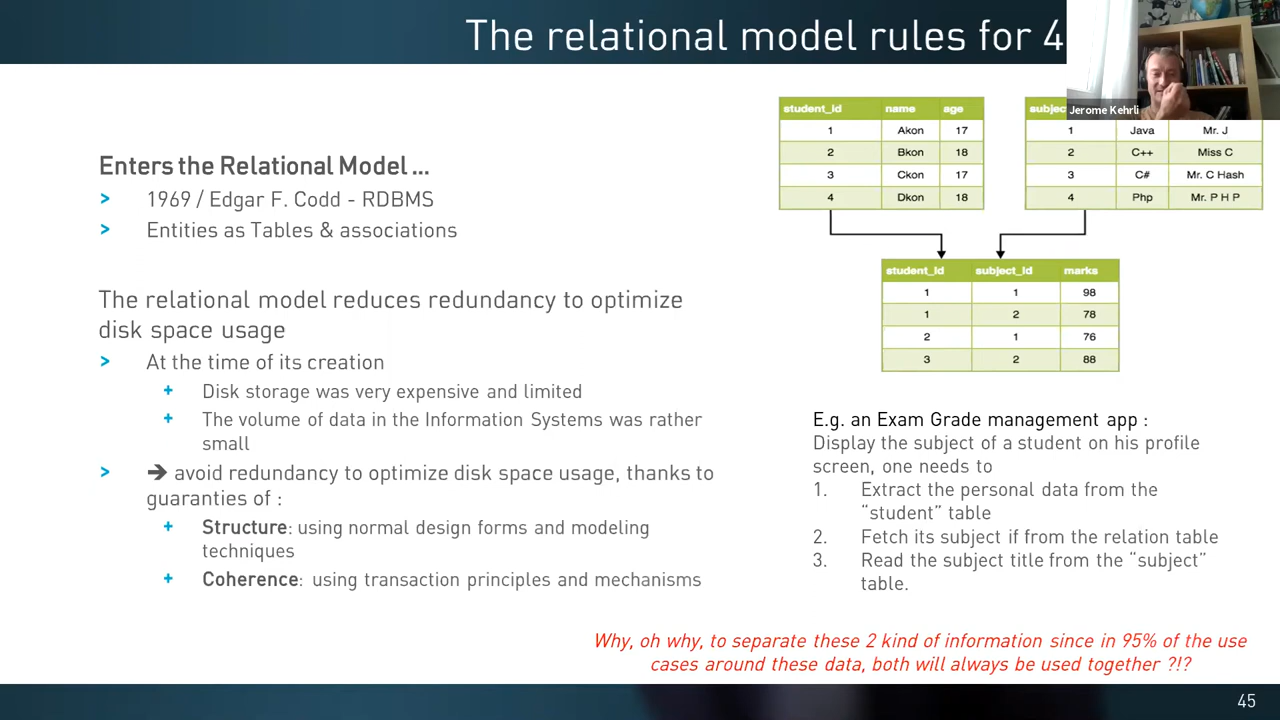 The relational model rules for 4
Jerome Kehrli
Enters the Relational Model ...
> 1969 / Edgar F. Codd - RDBMS
> Entities as Tables & associations
The relational model reduces redundancy to optimize
disk space usage
> At the time of its creation
+ Disk storage was very expensive and limited
+ The volume of data in the Information Systems was rather
small
> ➔ avoid redundancy to optimize disk space usage, thanks to
guaranties of :
+ Structure: using normal design forms and modeling
techniques
+ Coherence: using transaction principles and mechanisms
student_id name age
1 Akon 17
2 Bkon 18
3 Ckon 17
4 Dkon 18
subjec
1 Java Mr. J
2 C++ Miss C
3 C# Mr. C Hash
4 Php Mr. P H P
student_id subject_id marks
1 1 98
1 2 78
2 1 76
3 2 88
E.g. an Exam Grade management app :
Display the subject of a student on his profile
screen, one needs to
1. Extract the personal data from the
“student” table
2. Fetch its subject if from the relation table
3. Read the subject title from the “subject”
table.
Why, oh why, to separate these 2 kind of information since in 95% of the use
cases around these data, both will always be used together ?!?
45